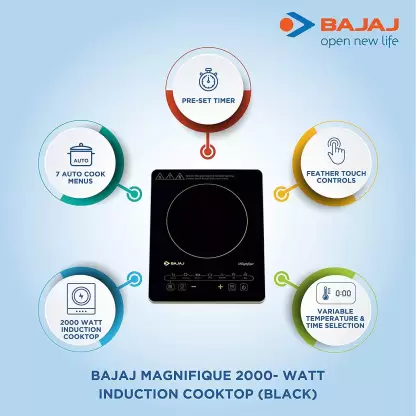 BAJAJ
open new life
PRE-SET TIMER
AUTO
7 AUTO COOK
MENUS
FEATHER TOUCH
CONTROLS
BAJAJ
2000 WATT
INDUCTION
COOKTOP
0:00
VARIABLE
TEMPERATURE &
TIME SELECTION
BAJAJ MAGNIFIQUE 2000- WATT
INDUCTION COOKTOP (BLACK)